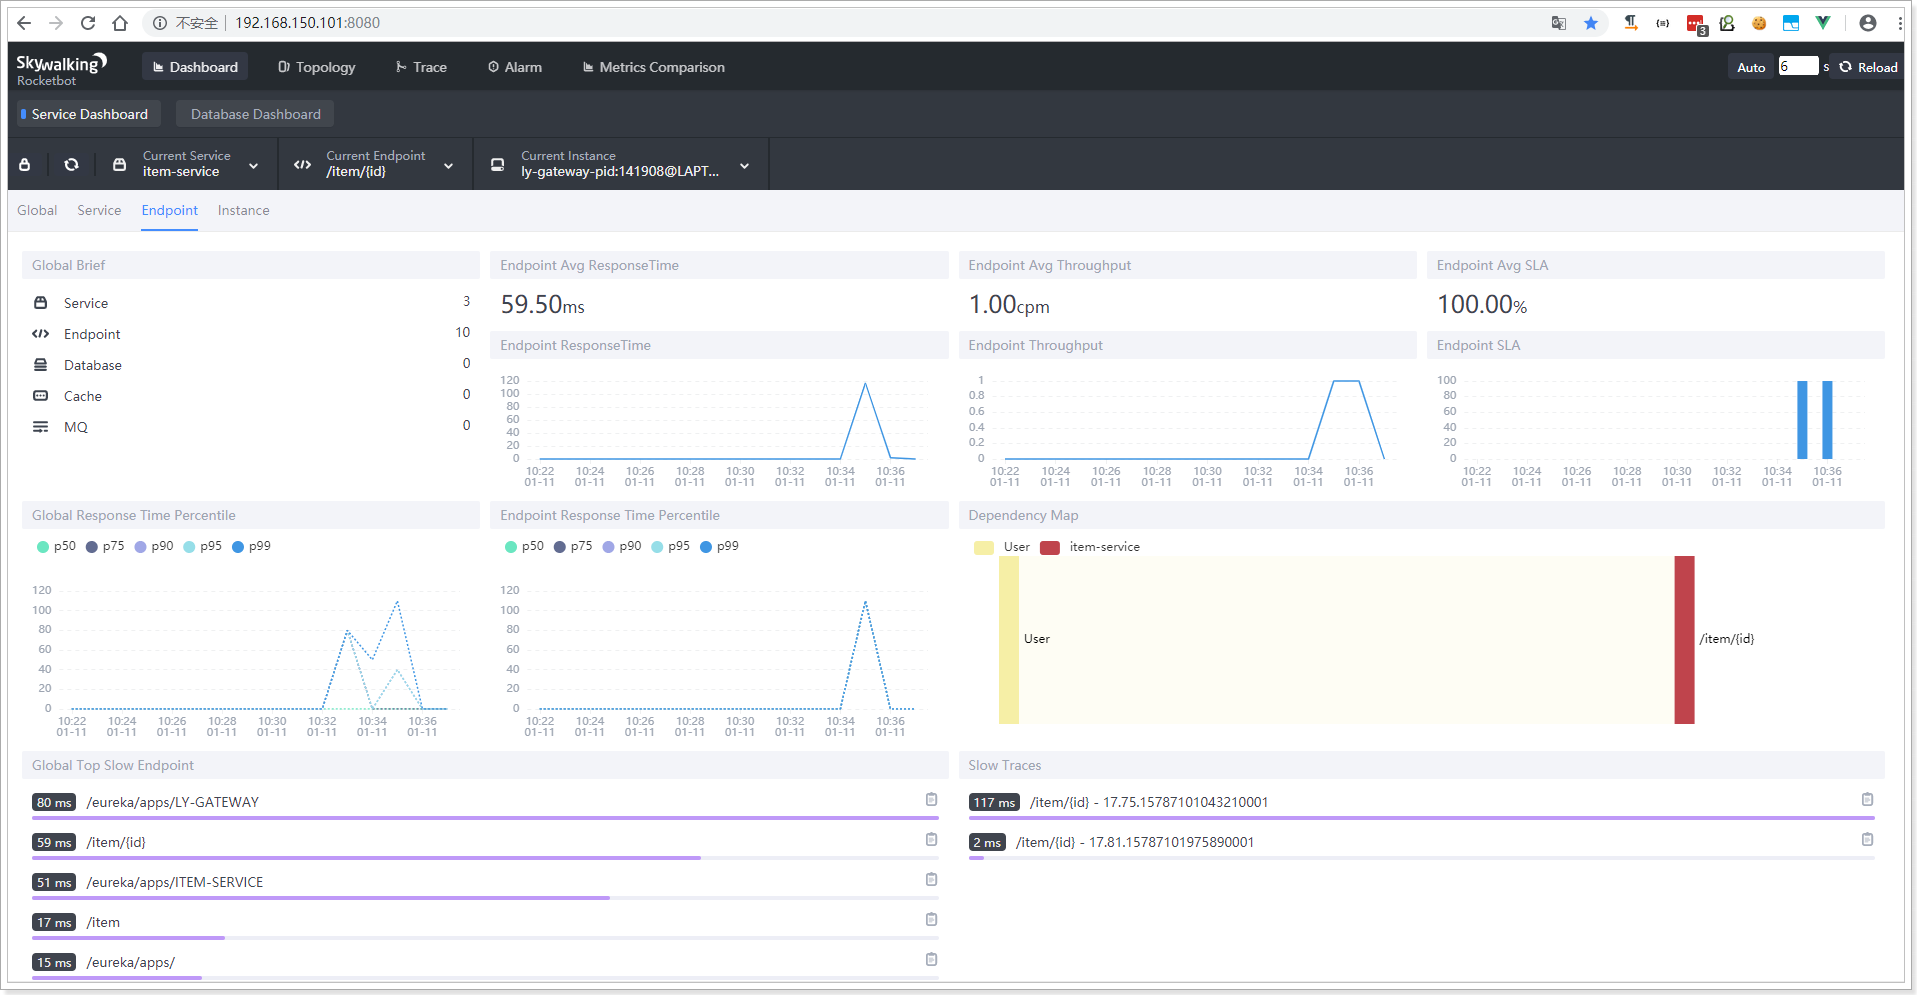 不安全 192.168.150.101:8080
3
Skywalking
Rocketbot
Dashboard Topology Trace Alarm Metrics Comparison
Auto 6 s Reload
Service Dashboard Database Dashboard
Current Service
item-service
Current Endpoint
/item/{id}
Current Instance
ly-gateway-pid:141908@LAPT...
Global Service Endpoint Instance
Global Brief
Service 3
Endpoint 10
Database 0
Cache 0
MQ 0
Endpoint Avg ResponseTime
59.50ms
Endpoint Avg Throughput
1.00cpm
Endpoint Avg SLA
100.00%
Endpoint ResponseTime
120
100
80
60
40
20
0
10:22 10:24 10:26 10:28 10:30 10:32 10:34 10:36
01-11 01-11 01-11 01-11 01-11 01-11 01-11 01-11
Endpoint Throughput
1
0.8
0.6
0.4
0.2
0
10:22 10:24 10:26 10:28 10:30 10:32 10:34 10:36
01-11 01-11 01-11 01-11 01-11 01-11 01-11 01-11
Endpoint SLA
100
80
60
40
20
0
10:22 10:24 10:26 10:28 10:30 10:32 10:34 10:36
01-11 01-11 01-11 01-11 01-11 01-11 01-11 01-11
Global Response Time Percentile
p50 p75 p90 p95 p99
120
100
80
60
40
20
0
10:22 10:24 10:26 10:28 10:30 10:32 10:34 10:36
01-11 01-11 01-11 01-11 01-11 01-11 01-11 01-11
Endpoint Response Time Percentile
p50 p75 p90 p95 p99
120
100
80
60
40
20
0
10:22 10:24 10:26 10:28 10:30 10:32 10:34 10:36
01-11 01-11 01-11 01-11 01-11 01-11 01-11 01-11
Dependency Map
User item-service
User
/item/{id}
Global Top Slow Endpoint
80 ms /eureka/apps/LY-GATEWAY
59 ms /item/{id}
51 ms /eureka/apps/ITEM-SERVICE
17 ms /item
15 ms /eureka/apps/
Slow Traces
117 ms /item/{id} - 17.75.15787101043210001
2 ms /item/{id} - 17.81.15787101975890001